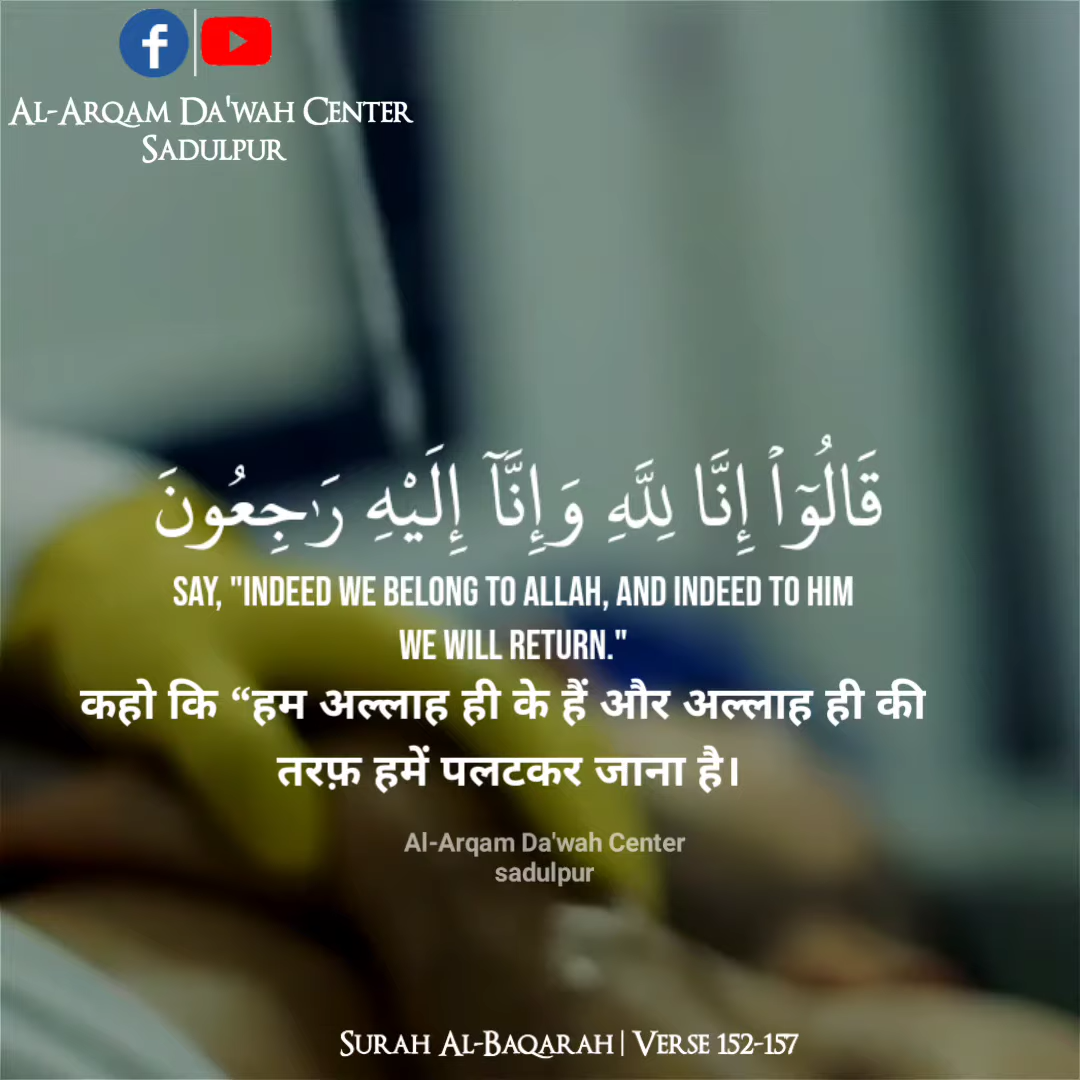 Al-Arqam Da'wah Center
Sadulpur
قَالُوٓا۟ إِنَّا لِلَّهِ وَإِنَّآ إِلَيْهِ رَٰجِعُونَ
SAY, "INDEED WE BELONG TO ALLAH, AND INDEED TO HIM
WE WILL RETURN."
कहो कि “हम अल्लाह ही के हैं और अल्लाह ही की
तरफ़ हमें पलटकर जाना है।
Al-Arqam Da'wah Center
sadulpur
Surah Al-Baqarah | Verse 152-157